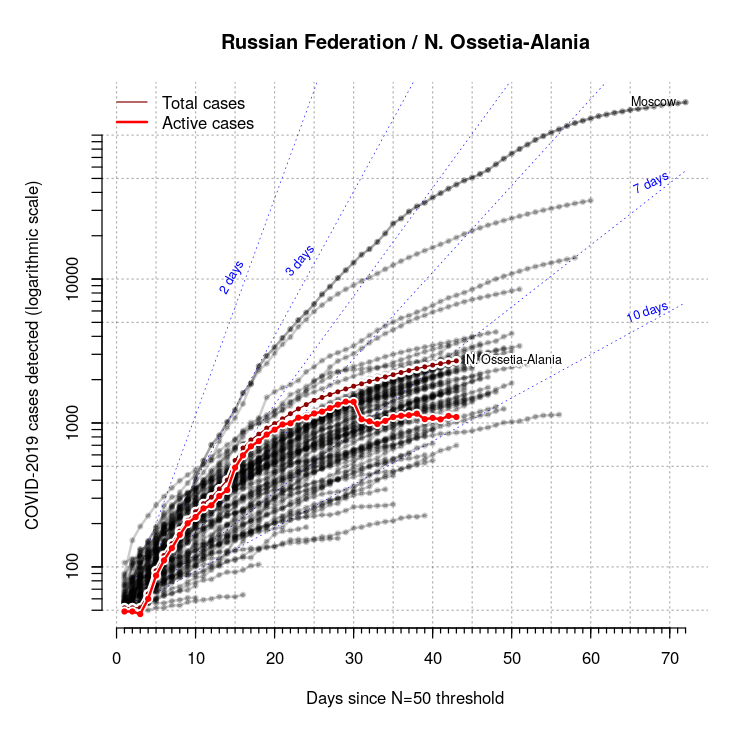 Russian Federation / N. Ossetia-Alania
Total cases
Active cases
Moscow
7 days
2 days
3 days
10 days
N. Ossetia-Alania
COVID-2019 cases detected (logarithmic scale)
10000
1000
100
0 10 20 30 40 50 60 70
Days since N=50 threshold